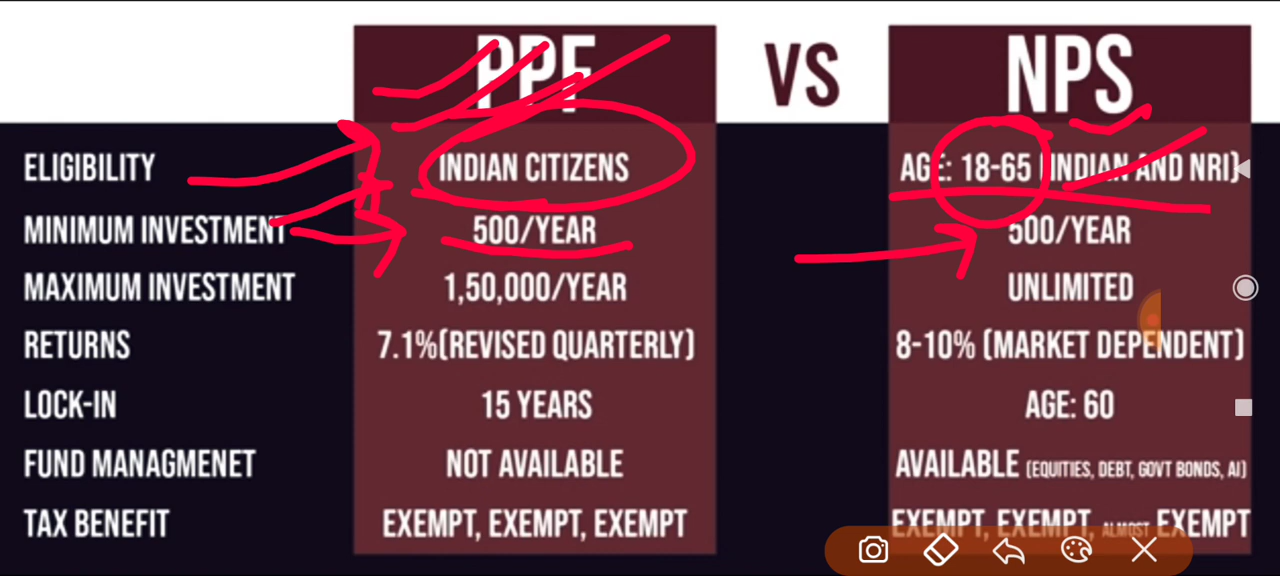 PPF VS NPS
ELIGIBILITY INDIAN CITIZENS AGE: 18-65 (INDIAN AND NRI)
MINIMUM INVESTMENT 500/YEAR 500/YEAR
MAXIMUM INVESTMENT 1,50,000/YEAR UNLIMITED
RETURNS 7.1%(REVISED QUARTERLY) 8-10% (MARKET DEPENDENT)
LOCK-IN 15 YEARS AGE: 60
FUND MANAGMENET NOT AVAILABLE AVAILABLE (EQUITIES, DEBT, GOVT BONDS, AI)
TAX BENEFIT EXEMPT, EXEMPT, EXEMPT EXEMPT, EXEMPT, ALMOST EXEMPT